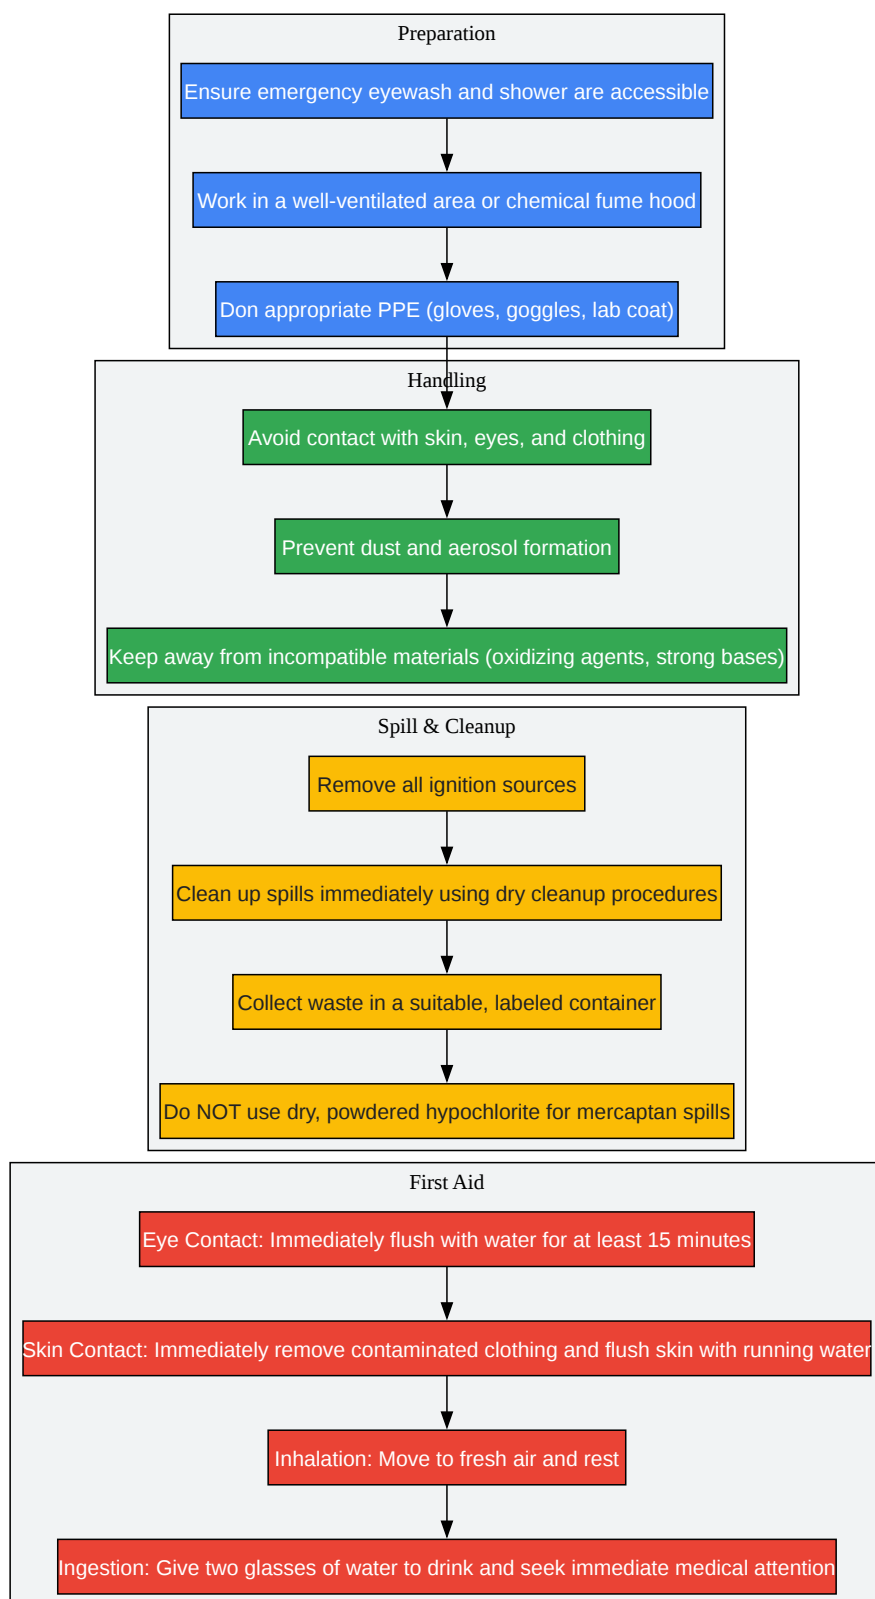 Preparation
Ensure emergency eyewash and shower are accessible
Work in a well-ventilated area or chemical fume hood
Don appropriate PPE (gloves, goggles, lab coat)
Handling
Avoid contact with skin, eyes, and clothing
Prevent dust and aerosol formation
Keep away from incompatible materials (oxidizing agents, strong bases)
Spill & Cleanup
Remove all ignition sources
Clean up spills immediately using dry cleanup procedures
Collect waste in a suitable, labeled container
Do NOT use dry, powdered hypochlorite for mercaptan spills
First Aid
Eye Contact: Immediately flush with water for at least 15 minutes
Skin Contact: Immediately remove contaminated clothing and flush skin with running water
Inhalation: Move to fresh air and rest
Ingestion: Give two glasses of water to drink and seek immediate medical attention